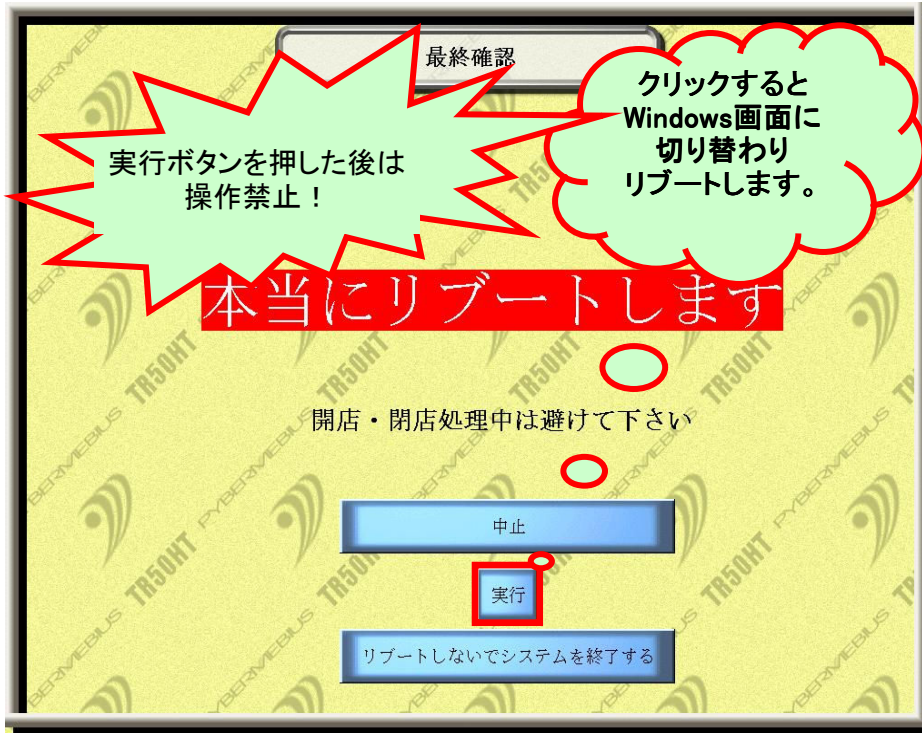 最終確認
実行ボタンを押した後は
操作禁止！
クリックすると
Windows画面に
切り替わり
リブートします。
本当にリブートします
開店・閉店処理中は避けて下さい
中止
実行
リブートしないでシステムを終了する
PYBERMEBIUS
TR50HT